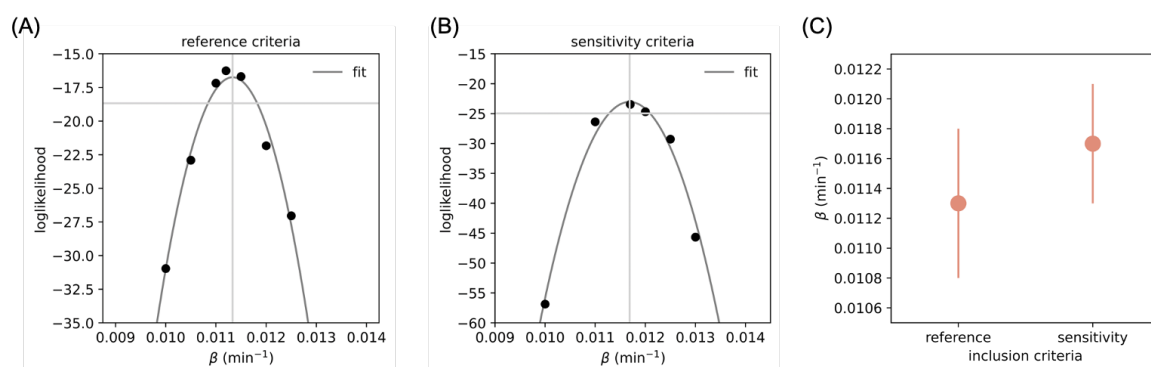 (A)
reference criteria
fit
−15.0
−17.5
−20.0
−22.5
−25.0
−27.5
−30.0
−32.5
−35.0
loglikelihood
0.009 0.010 0.011 0.012 0.013 0.014
β (min⁻¹)
(B)
sensitivity criteria
fit
−15
−20
−25
−30
−35
−40
−45
−50
−55
−60
loglikelihood
0.009 0.010 0.011 0.012 0.013 0.014
β (min⁻¹)
(C)
0.0122
0.0120
0.0118
0.0116
0.0114
0.0112
0.0110
0.0108
0.0106
β (min⁻¹)
reference sensitivity
inclusion criteria